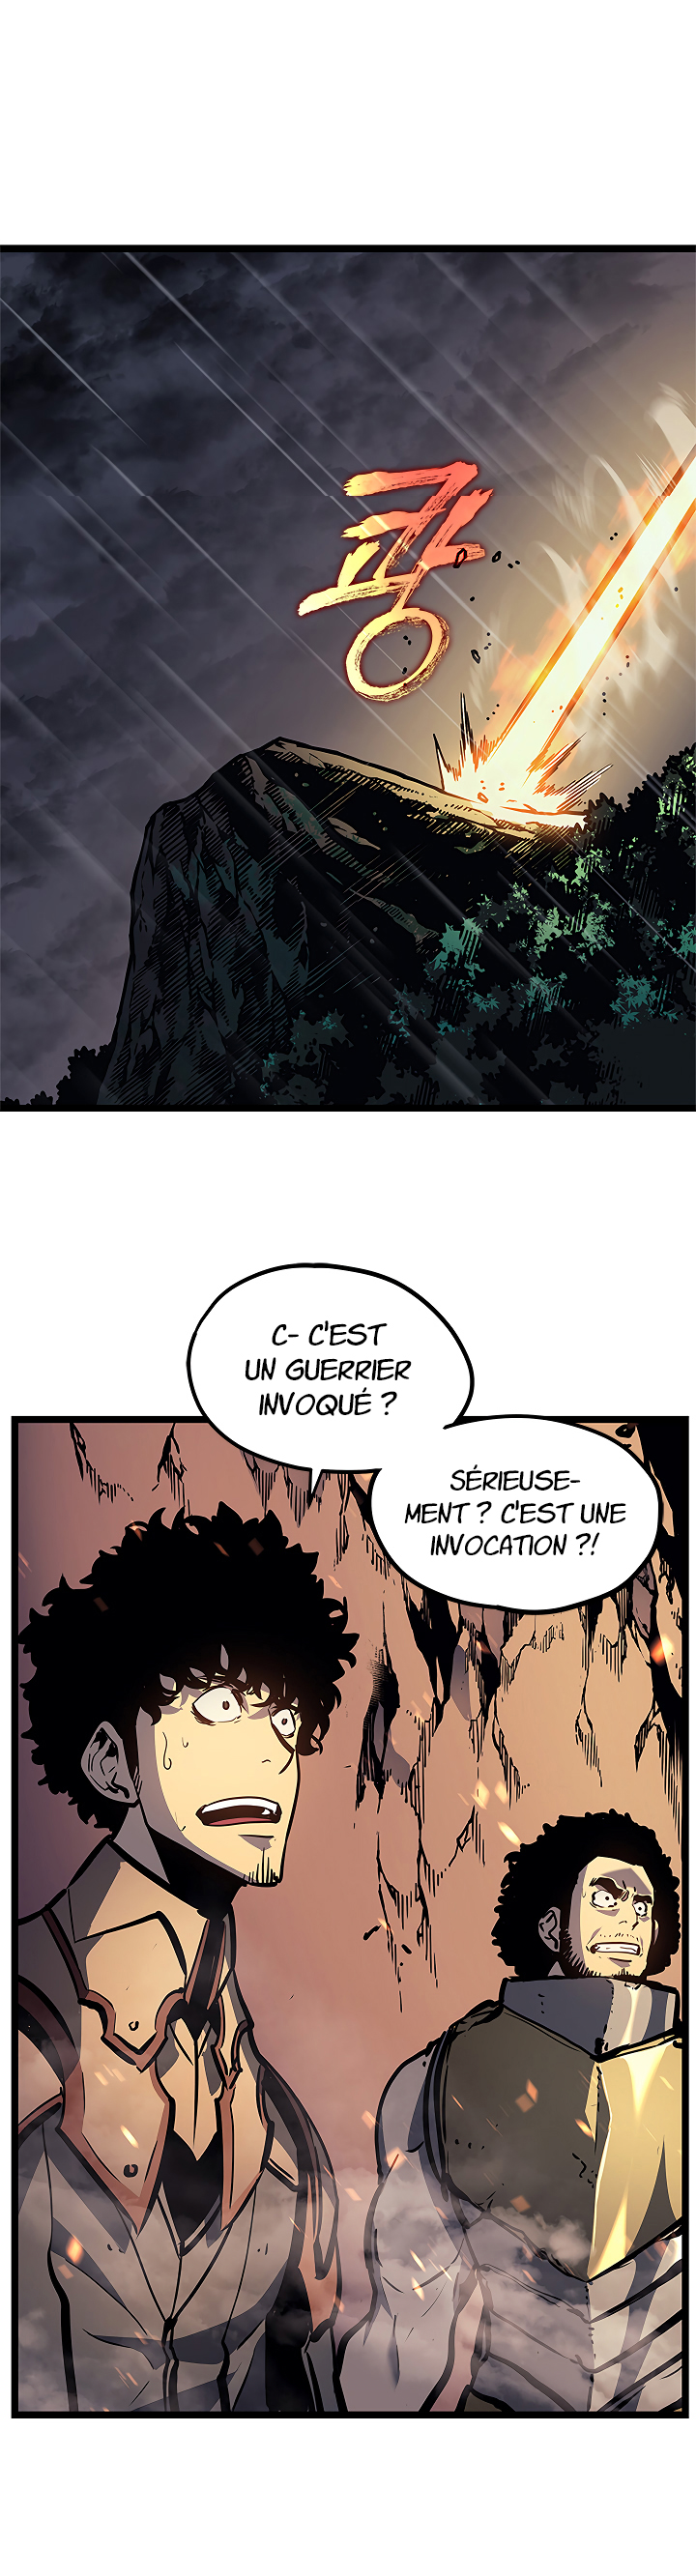 쾅
C- C'EST
UN GUERRIER
INVOQUÉ ?
SÉRIEUSE-
MENT ? C'EST UNE
INVOCATION ?!